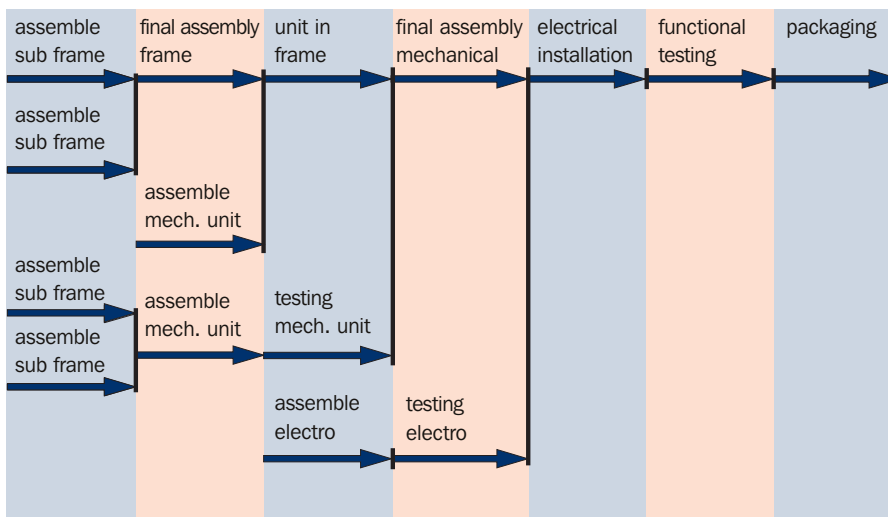 assemble
sub frame
final assembly
frame
unit in
frame
final assembly
mechanical
electrical
installation
functional
testing
packaging
assemble
sub frame
assemble
mech. unit
assemble
sub frame
assemble
mech. unit
testing
mech. unit
assemble
sub frame
assemble
electro
testing
electro